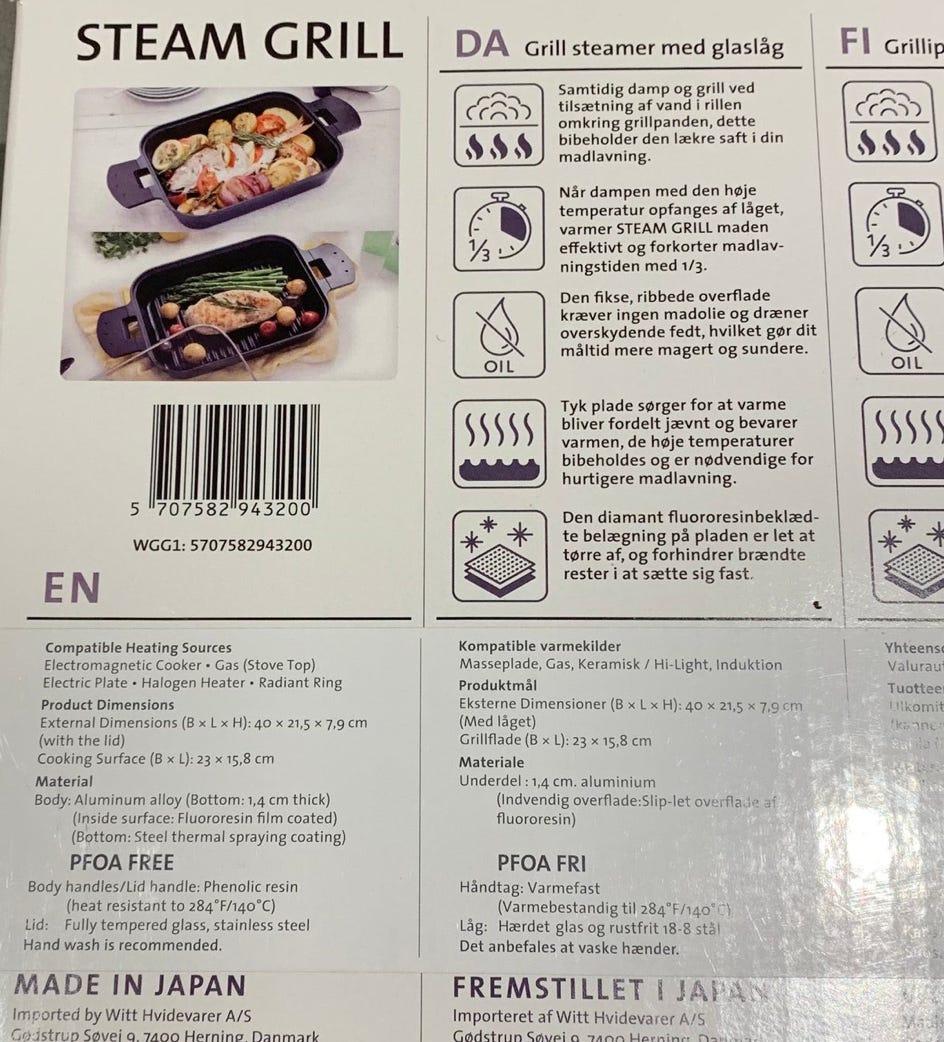 STEAM GRILL
5 707582 943200
WGG1: 5707582943200
EN
Compatible Heating Sources
Electromagnetic Cooker • Gas (Stove Top)
Electric Plate • Halogen Heater • Radiant Ring
Product Dimensions
External Dimensions (B × L × H): 40 × 21,5 × 7,9 cm
(with the lid)
Cooking Surface (B × L): 23 × 15,8 cm
Material
Body: Aluminum alloy (Bottom: 1,4 cm thick)
(Inside surface: Fluororesin film coated)
(Bottom: Steel thermal spraying coating)
PFOA FREE
Body handles/Lid handle: Phenolic resin
(heat resistant to 284°F/140°C)
Lid: Fully tempered glass, stainless steel
Hand wash is recommended.
MADE IN JAPAN
Imported by Witt Hvidevarer A/S
Gødstrup Søvej 9, 7400 Herning, Danmark
DA Grill steamer med glaslåg
Samtidig damp og grill ved
tilsætning af vand i rillen
omkring grillpanden, dette
bibeholder den lækre saft i din
madlavning.
1/3
Når dampen med den høje
temperatur opfanges af låget,
varmer STEAM GRILL maden
effektivt og forkorter madlav-
ningstiden med 1/3.
OIL
Den fikse, ribbede overflade
kræver ingen madolie og dræner
overskydende fedt, hvilket gør dit
måltid mere magert og sundere.
Tyk plade sørger for at varme
bliver fordelt jævnt og bevarer
varmen, de høje temperaturer
bibeholdes og er nødvendige for
hurtigere madlavning.
Den diamant fluororesinbeklæd-
te belægning på pladen er let at
tørre af, og forhindrer brændte
rester i at sætte sig fast.
Kompatible varmekilder
Masseplade, Gas, Keramisk / Hi-Light, Induktion
Produktmål
Eksterne Dimensioner (B × L × H): 40 × 21,5 × 7,9 cm
(Med låget)
Grillflade (B × L): 23 × 15,8 cm
Materiale
Underdel : 1,4 cm. aluminium
(Indvendig overflade:Slip-let overflade af
fluororesin)
PFOA FRI
Håndtag: Varmefast
(Varmebestandig til 284°F/140°C)
Låg: Hærdet glas og rustfrit 18-8 stål
Det anbefales at vaske hænder.
FREMSTILLET I JAPAN
Importeret af Witt Hvidevarer A/S
Gødstrup Søvej 9, 7400 Herning,
FI
1/3
OIL